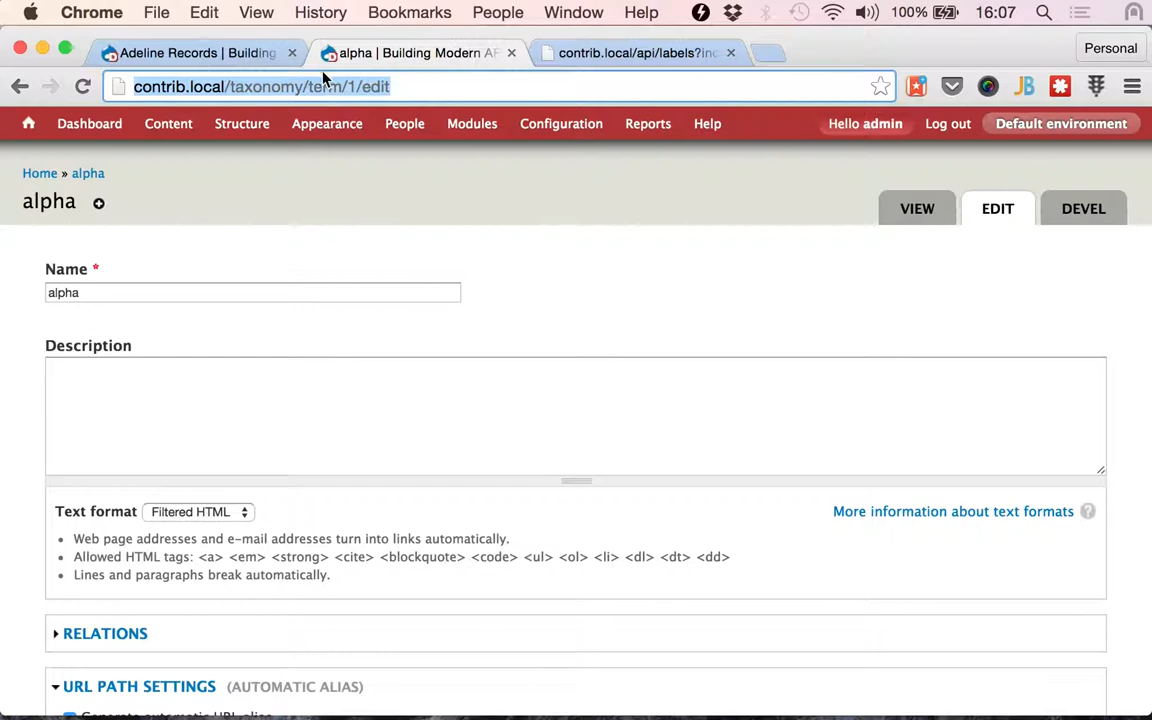 Chrome File Edit View History Bookmarks People Window Help 100% 16:07
Adeline Records | Building
alpha | Building Modern AP
contrib.local/api/labels?inc
Personal
contrib.local/taxonomy/term/1/edit
JB
Dashboard Content Structure Appearance People Modules Configuration Reports Help Hello admin Log out Default environment
Home » alpha
alpha
VIEW EDIT DEVEL
Name *
alpha
Description
Text format Filtered HTML More information about text formats ?
• Web page addresses and e-mail addresses turn into links automatically.
• Allowed HTML tags: <a> <em> <strong> <cite> <blockquote> <code> <ul> <ol> <li> <dl> <dt> <dd>
• Lines and paragraphs break automatically.
RELATIONS
URL PATH SETTINGS (AUTOMATIC ALIAS)